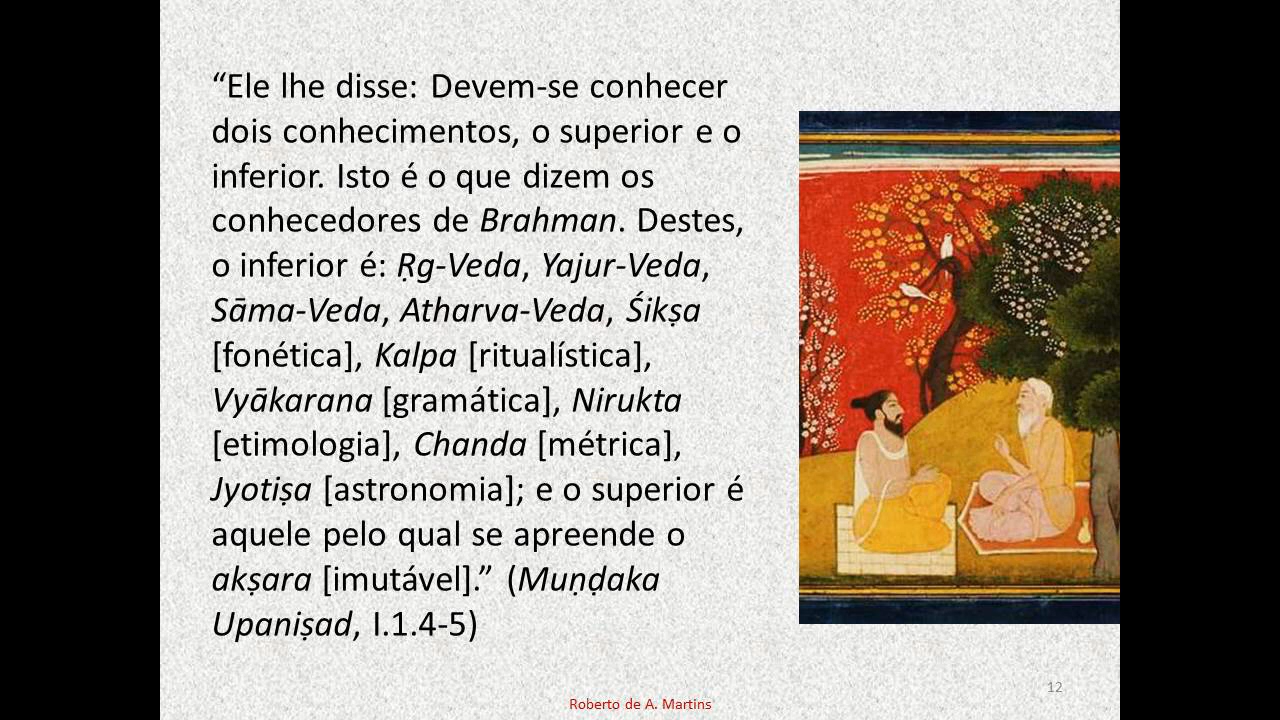 “Ele lhe disse: Devem-se conhecer
dois conhecimentos, o superior e o
inferior. Isto é o que dizem os
conhecedores de Brahman. Destes,
o inferior é: Ṛg-Veda, Yajur-Veda,
Sāma-Veda, Atharva-Veda, Śikṣa
[fonética], Kalpa [ritualística],
Vyākarana [gramática], Nirukta
[etimologia], Chanda [métrica],
Jyotiṣa [astronomia]; e o superior é
aquele pelo qual se apreende o
akṣara [imutável].” (Muṇḍaka
Upaniṣad, I.1.4-5)
12
Roberto de A. Martins